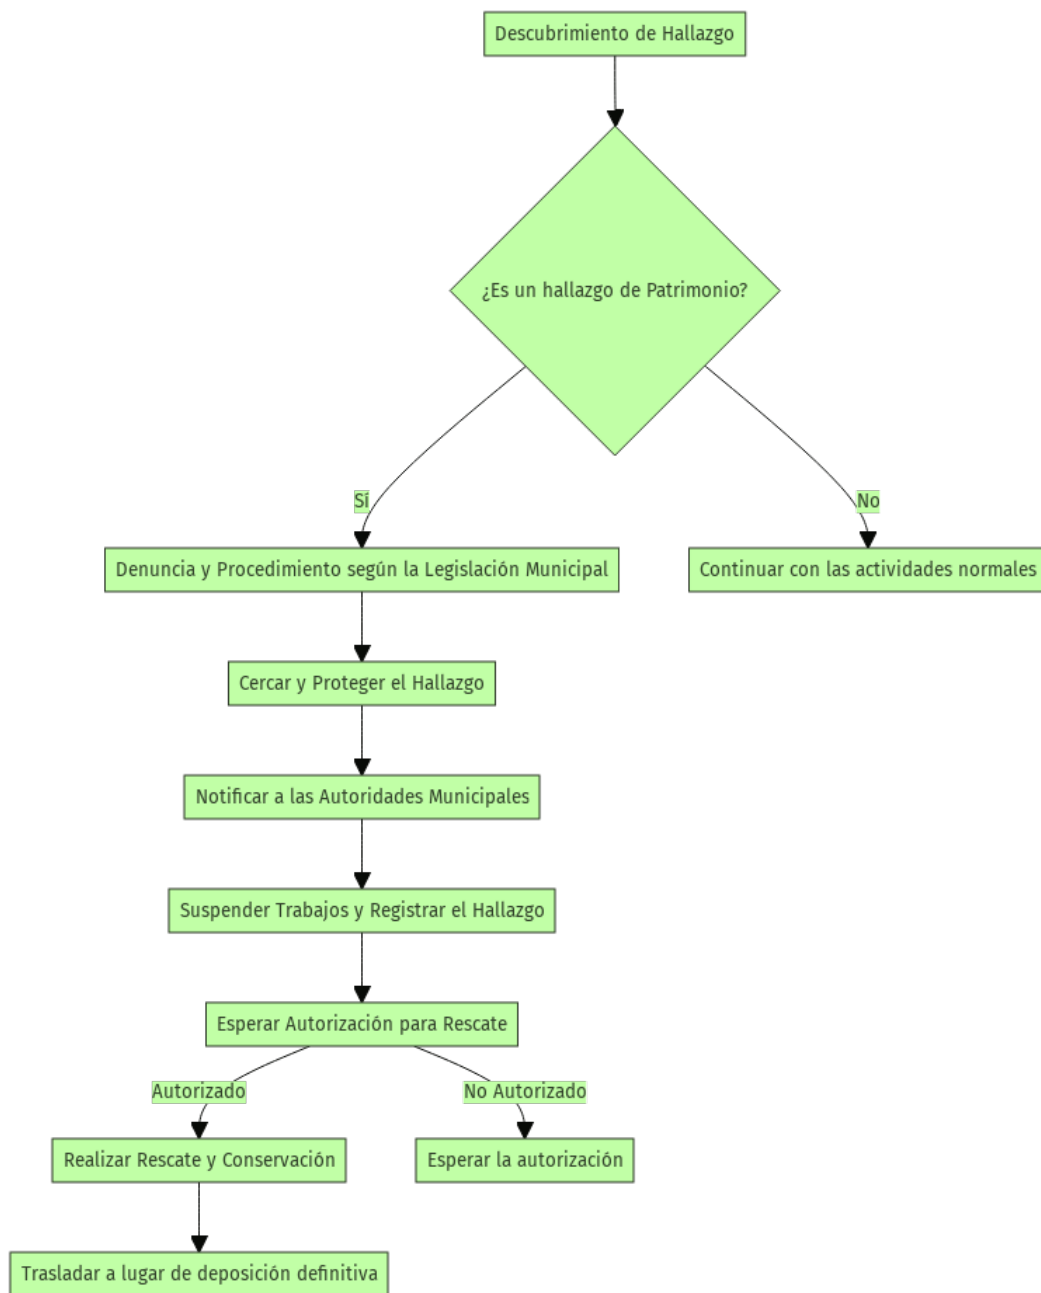 Descubrimiento de Hallazgo
¿Es un hallazgo de Patrimonio?
Sí
No
Denuncia y Procedimiento según la Legislación Municipal
Continuar con las actividades normales
Cercar y Proteger el Hallazgo
Notificar a las Autoridades Municipales
Suspender Trabajos y Registrar el Hallazgo
Esperar Autorización para Rescate
Autorizado
No Autorizado
Realizar Rescate y Conservación
Esperar la autorización
Trasladar a lugar de deposición definitiva